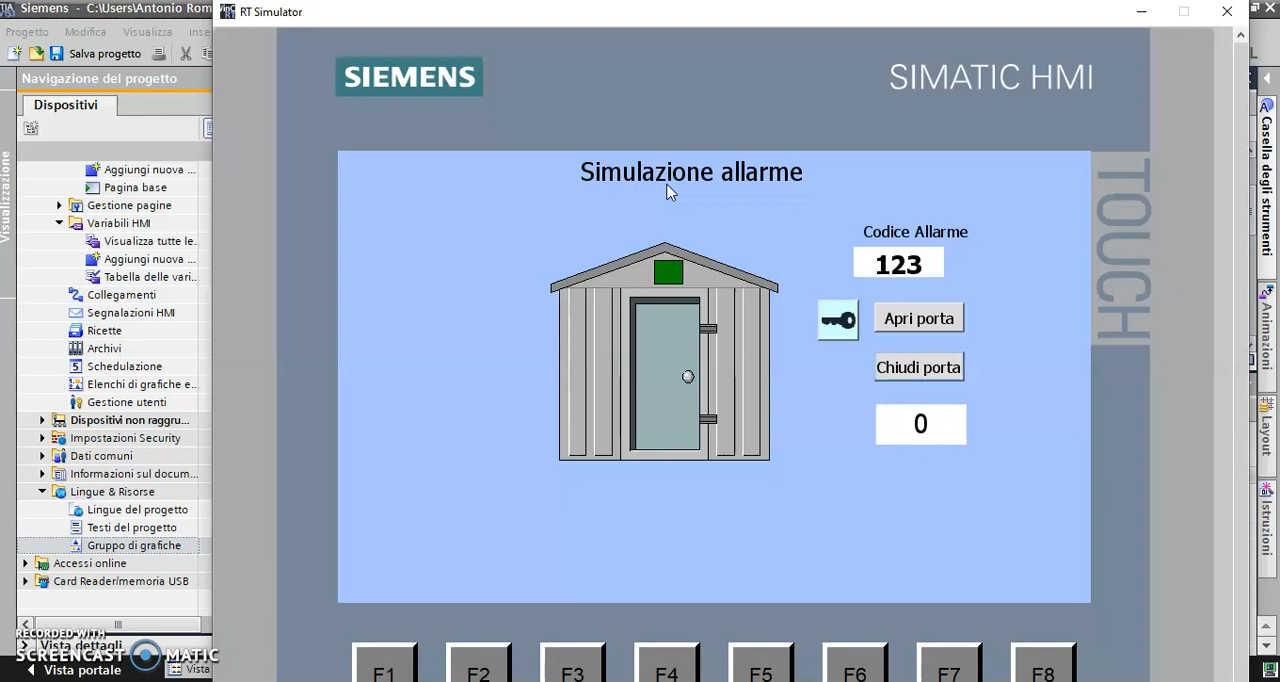 Siemens - C:\Users\Antonio Rom
RT Simulator
Progetto Modifica Visualizza Inse
Salva progetto
Navigazione del progetto
Dispositivi
Visualizzazione
Aggiungi nuova ...
Pagina base
Gestione pagine
Variabili HMI
Visualizza tutte le..
Aggiungi nuova ...
Tabella delle vari...
Collegamenti
Segnalazioni HMI
Ricette
Archivi
Schedulazione
Elenchi di grafiche e...
Gestione utenti
Dispositivi non raggru...
Impostazioni Security
Dati comuni
Informazioni sul docum...
Lingue & Risorse
Lingue del progetto
Testi del progetto
Gruppo di grafiche
Accessi online
Card Reader/memoria USB
Vista dettagli
RECORDED WITH
SCREENCAST MATIC
Vista portale
Vista
SIEMENS
SIMATIC HMI
TOUCH
Simulazione allarme
Codice Allarme
123
Apri porta
Chiudi porta
0
F1 F2 F3 F4 F5 F6 F7 F8
Casella degli strumenti
Animazioni
Layout
Istruzioni